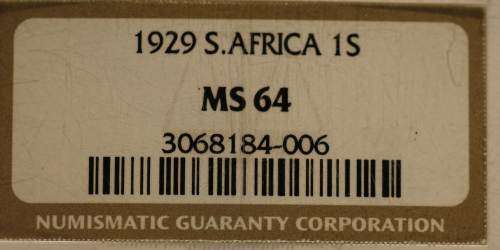 1929 S.AFRICA 1S
MS 64
3068184-006
NUMISMATIC GUARANTY CORPORATION